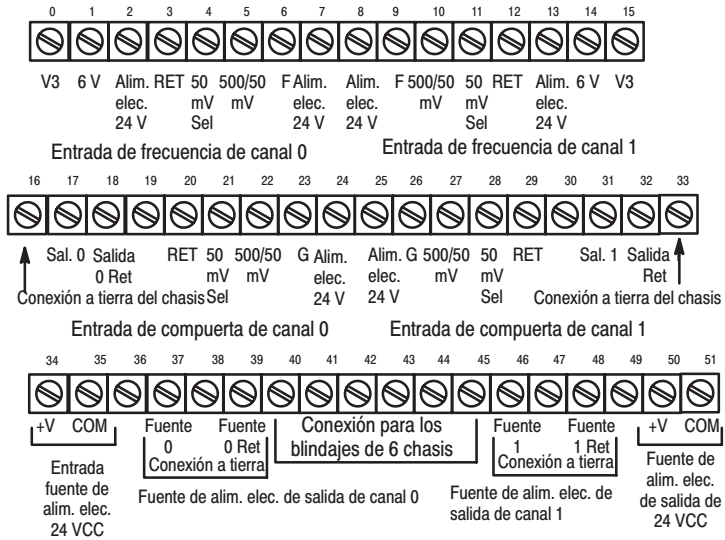 0 1 2 3 4 5 6 7 8 9 10 11 12 13 14 15
V3 6 V Alim. RET 50 500/50 F Alim. Alim. F 500/50 50 RET Alim. 6 V V3
elec. mV mV elec. elec. mV mV elec.
24 V Sel 24 V 24 V Sel 24 V
Entrada de frecuencia de canal 0 Entrada de frecuencia de canal 1
16 17 18 19 20 21 22 23 24 25 26 27 28 29 30 31 32 33
Sal. 0 Salida RET 50 500/50 G Alim. Alim. G 500/50 50 RET Sal. 1 Salida
0 Ret mV mV elec. elec. mV mV Ret
Conexión a tierra del chasis Sel 24 V 24 V Sel Conexión a tierra del chasis
Entrada de compuerta de canal 0 Entrada de compuerta de canal 1
34 35 36 37 38 39 40 41 42 43 44 45 46 47 48 49 50 51
+V COM Fuente Fuente Conexión para los Fuente Fuente +V COM
0 0 Ret blindajes de 6 chasis 1 1 Ret
Conexión a tierra Conexión a tierra
Entrada
fuente de
alim. elec.
24 VCC
Fuente de alim. elec. de salida de canal 0
Fuente de alim. elec. de
salida de canal 1
Fuente de
alim. elec.
de salida de
24 VCC